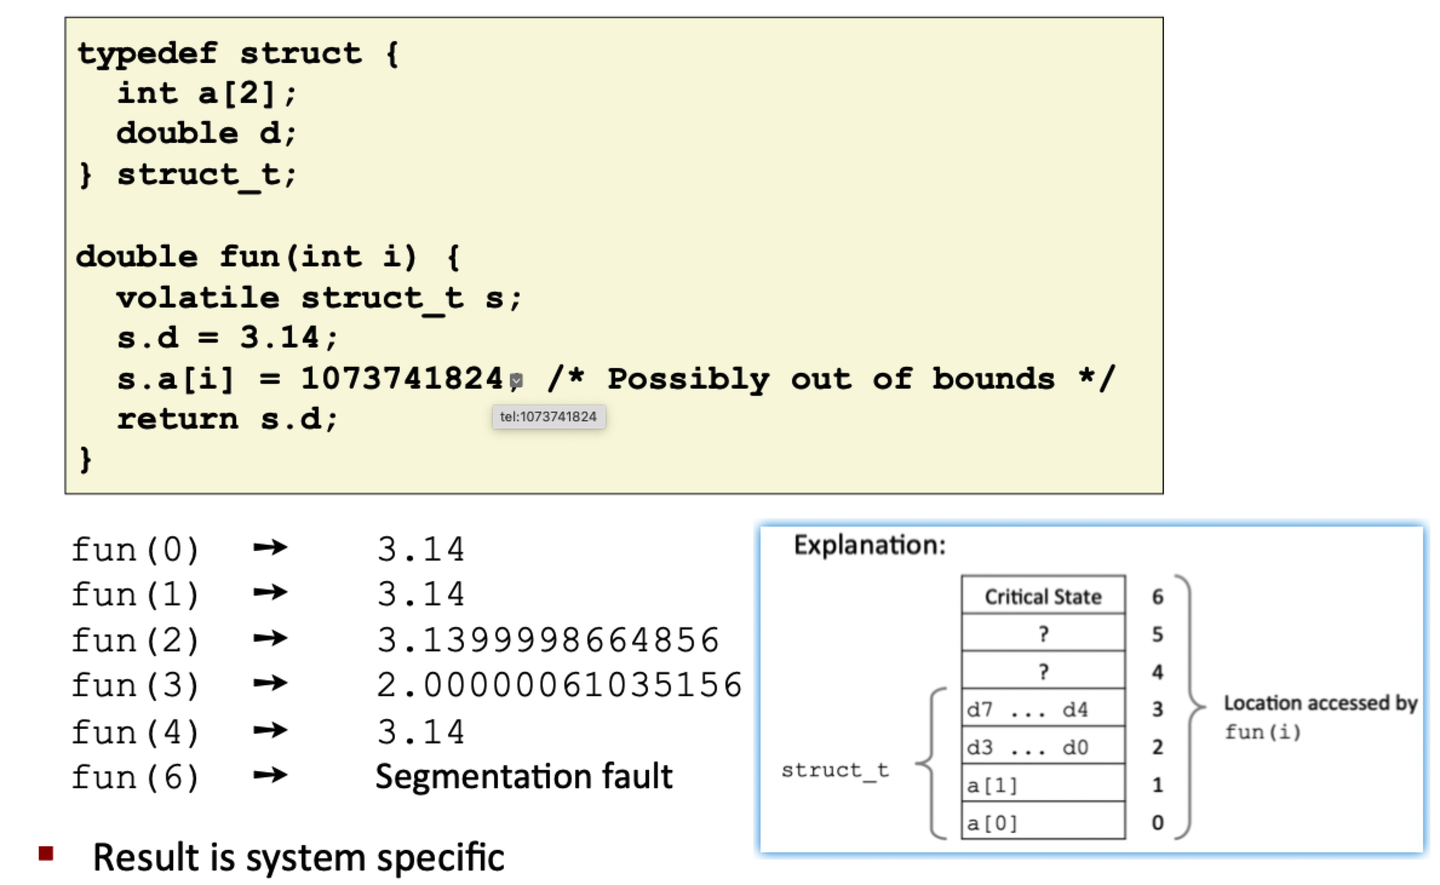 typedef struct {
  int a[2];
  double d;
} struct_t;
double fun(int i) {
  volatile struct_t s;
  s.d = 3.14;
  s.a[i] = 1073741824; /* Possibly out of bounds */
  return s.d;
}
tel:1073741824
fun(0) ➙ 3.14
fun(1) ➙ 3.14
fun(2) ➙ 3.1399998664856
fun(3) ➙ 2.00000061035156
fun(4) ➙ 3.14
fun(6) ➙ Segmentation fault
Explanation:
Critical State 6
? 5
? 4
d7 ... d4 3
d3 ... d0 2
a[1] 1
a[0] 0
struct_t
Location accessed by
fun(i)
▪ Result is system specific